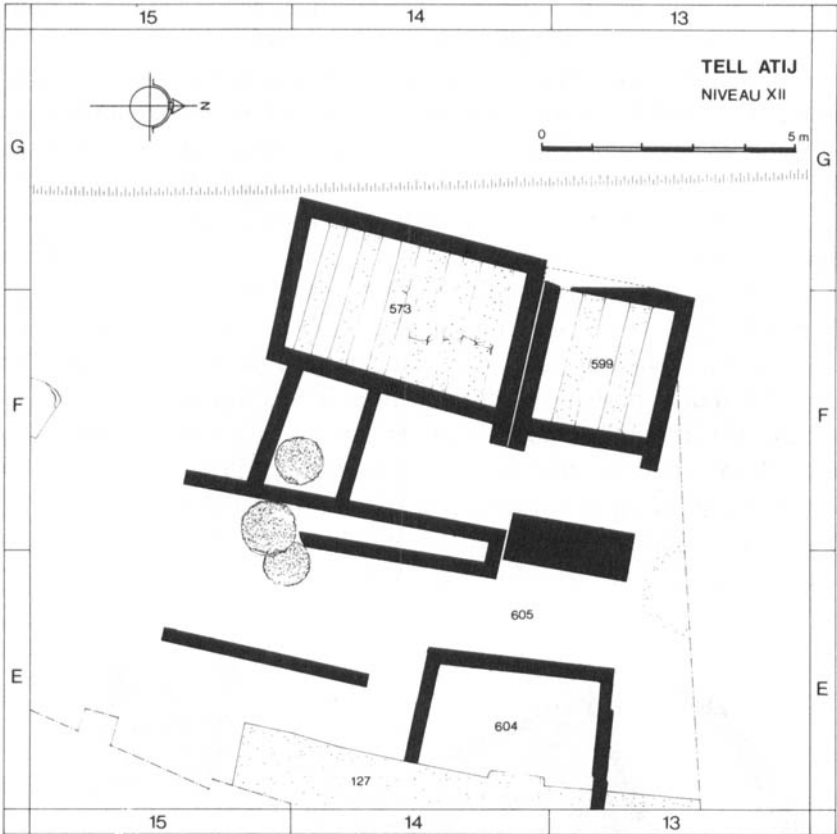 15 14 13
TELL ATIJ
NIVEAU XII
N
0 5 m
G G
573
599
F F
605
E E
604
127
15 14 13